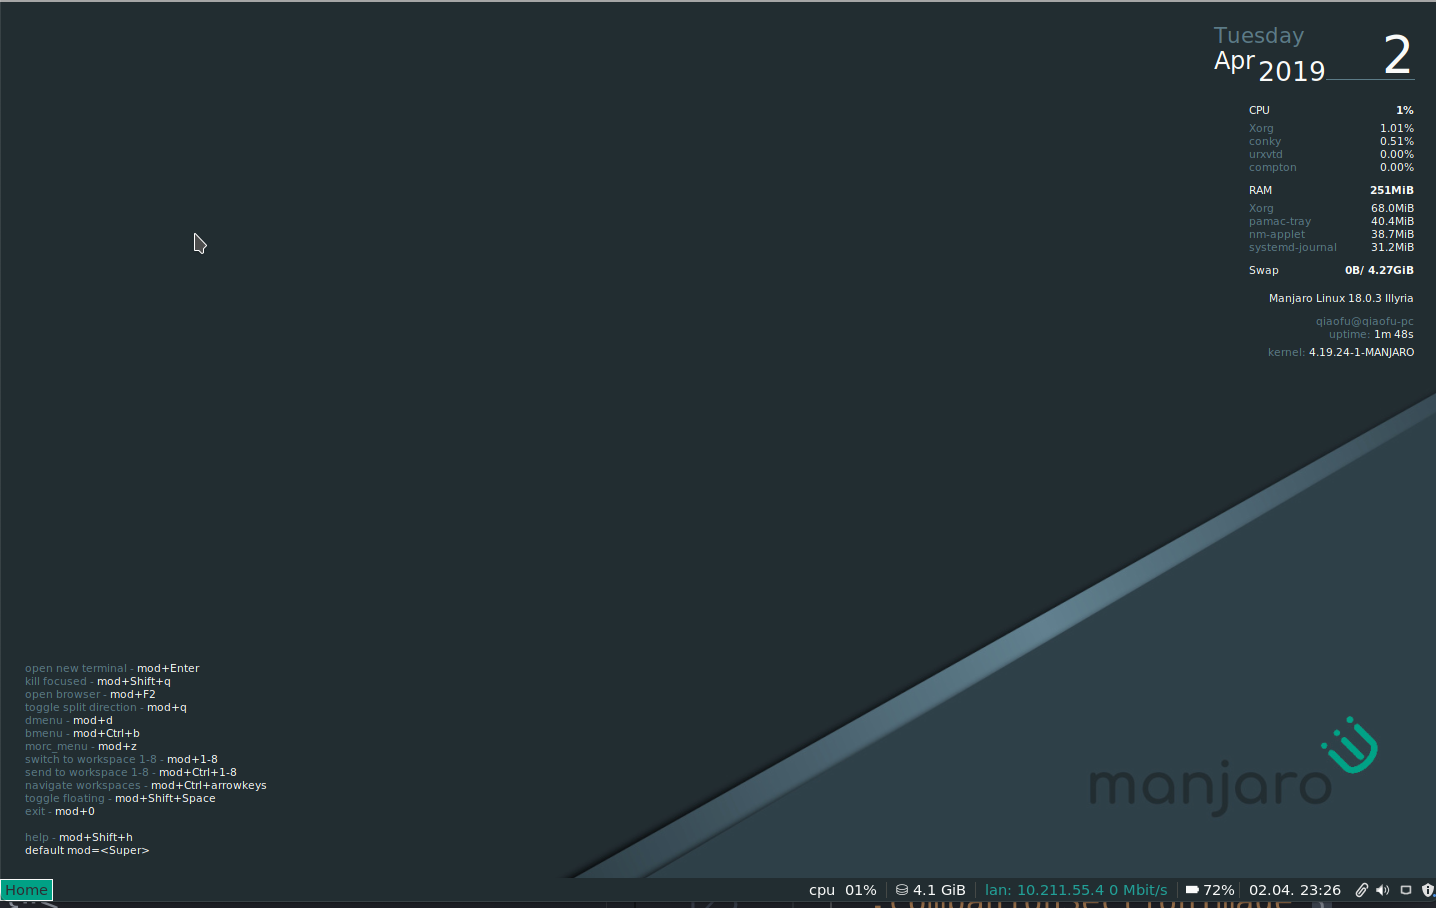 Tuesday
Apr 2019 2
CPU 1%
Xorg 1.01%
conky 0.51%
urxvtd 0.00%
compton 0.00%
RAM 251MiB
Xorg 68.0MiB
pamac-tray 40.4MiB
nm-applet 38.7MiB
systemd-journal 31.2MiB
Swap 0B/ 4.27GiB
Manjaro Linux 18.0.3 Illyria
qiaofu@qiaofu-pc
uptime: 1m 48s
kernel: 4.19.24-1-MANJARO
open new terminal - mod+Enter
kill focused - mod+Shift+q
open browser - mod+F2
toggle split direction - mod+q
dmenu - mod+d
bmenu - mod+Ctrl+b
morc_menu - mod+z
switch to workspace 1-8 - mod+1-8
send to workspace 1-8 - mod+Ctrl+1-8
navigate workspaces - mod+Ctrl+arrowkeys
toggle floating - mod+Shift+Space
exit - mod+0
help - mod+Shift+h
default mod=<Super>
manjaro
Home cpu 01% 4.1 GiB lan: 10.211.55.4 0 Mbit/s 72% 02.04. 23:26